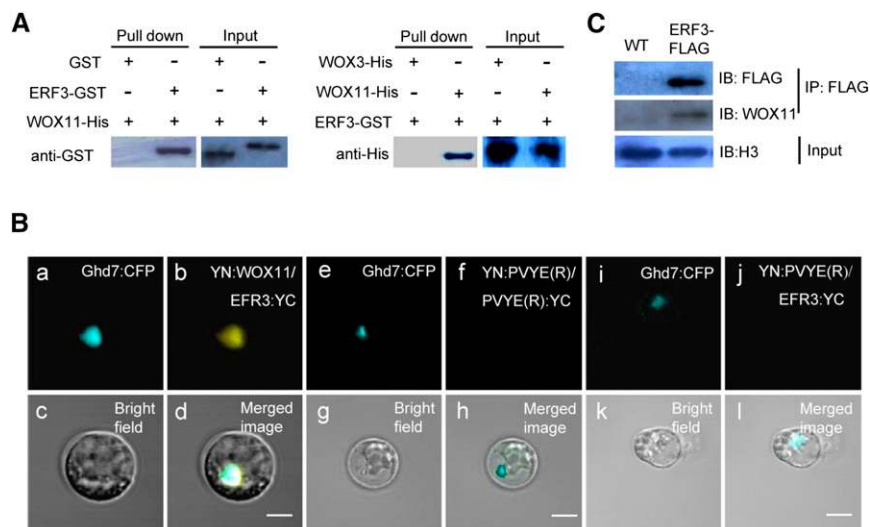 A
Pull down Input
GST + - + -
ERF3-GST - + - +
WOX11-His + + + +
anti-GST
Pull down Input
WOX3-His + - + -
WOX11-His - + - +
ERF3-GST + + + +
anti-His
C
WT ERF3-
FLAG
IB: FLAG
IP: FLAG
IB: WOX11
IB:H3 Input
B
a Ghd7:CFP
b YN:WOX11/
EFR3:YC
e Ghd7:CFP
f YN:PVYE(R)/
PVYE(R):YC
i Ghd7:CFP
j YN:PVYE(R)/
EFR3:YC
c Bright
field
d Merged
image
g Bright
field
h Merged
image
k Bright
field
l Merged
image